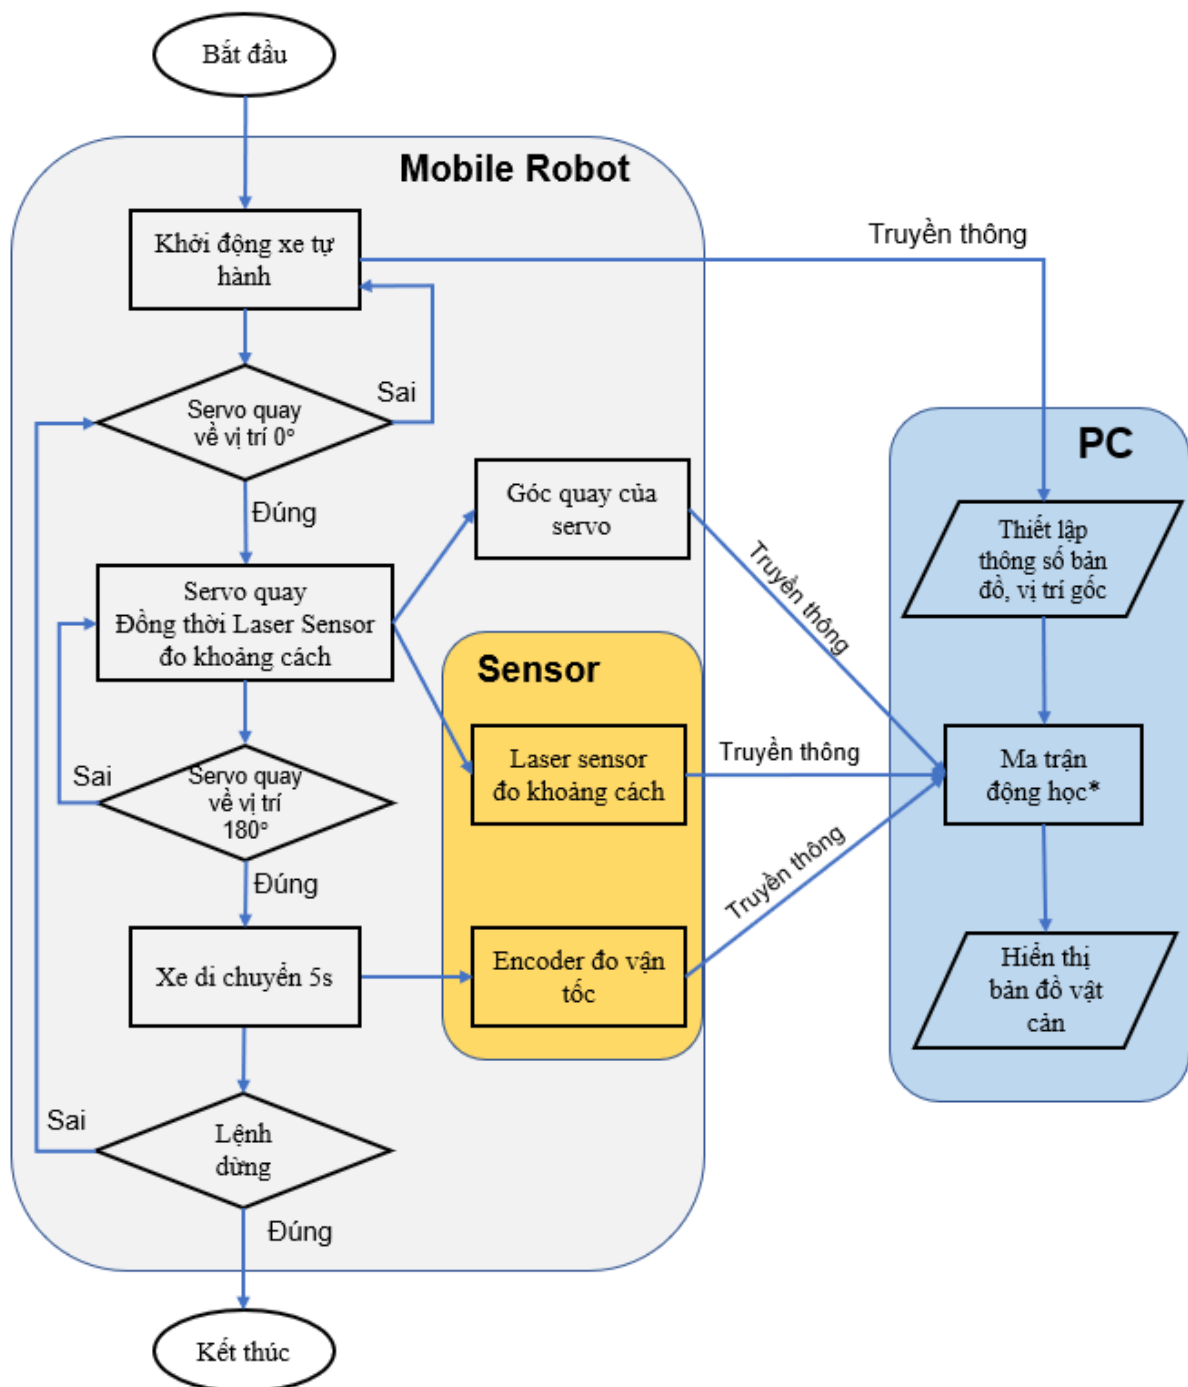 Bắt đầu
Mobile Robot
Khởi động xe tự
hành
Truyền thông
Sai
Servo quay
về vị trí 0°
Đúng
PC
Góc quay của
servo
Thiết lập
thông số bản
đồ, vị trí gốc
Truyền thông
Servo quay
Đồng thời Laser Sensor
đo khoảng cách
Sensor
Laser sensor
đo khoảng cách
Truyền thông
Ma trận
động học*
Sai
Servo quay
về vị trí
180°
Đúng
Truyền thông
Xe di chuyển 5s
Encoder đo vận
tốc
Hiển thị
bản đồ vật
cản
Sai
Lệnh
dừng
Đúng
Kết thúc